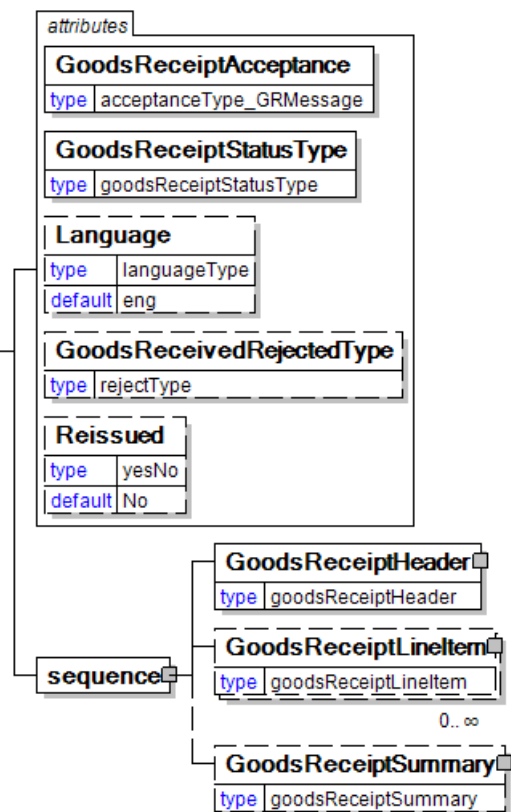 attributes
GoodsReceiptAcceptance
type acceptanceType_GRMessage
GoodsReceiptStatusType
type goodsReceiptStatusType
Language
type languageType
default eng
GoodsReceivedRejectedType
type rejectType
Reissued
type yesNo
default No
GoodsReceiptHeader
type goodsReceiptHeader
GoodsReceiptLineItem
sequence
type goodsReceiptLineItem
0.. ∞
GoodsReceiptSummary
type goodsReceiptSummary